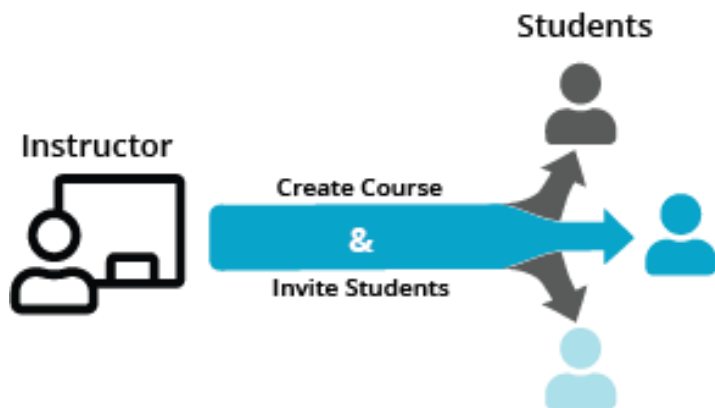 Students
Instructor
Create Course
&
Invite Students